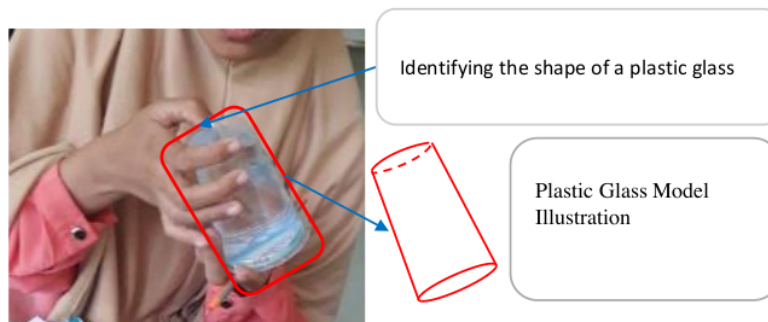 Identifying the shape of a plastic glass
Plastic Glass Model
Illustration